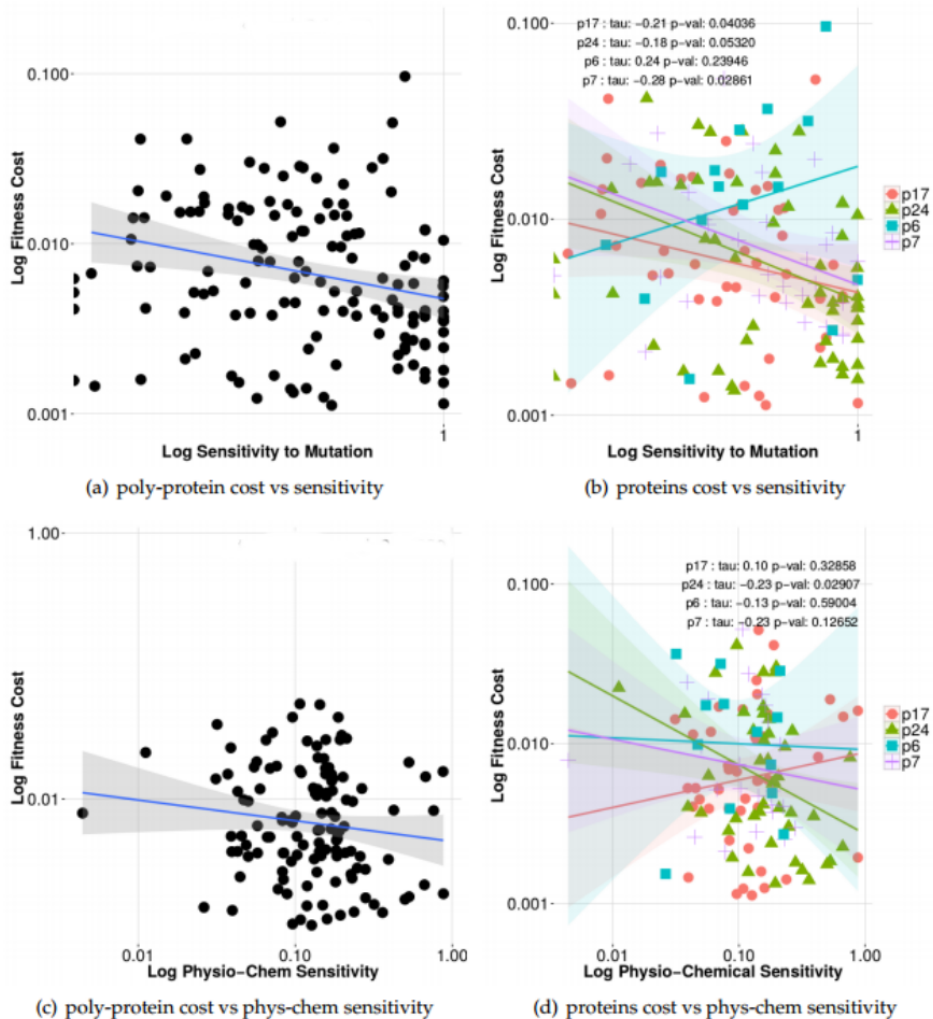 p17 : tau: −0.21 p-val: 0.04036
p24 : tau: −0.18 p-val: 0.05320
p6 : tau: 0.24 p-val: 0.23946
p7 : tau: −0.28 p-val: 0.02861
0.100
0.010
0.001
Log Fitness Cost
1
Log Sensitivity to Mutation
(a) poly-protein cost vs sensitivity
0.100
0.010
0.001
Log Fitness Cost
1
Log Sensitivity to Mutation
p17
p24
p6
p7
(b) proteins cost vs sensitivity
1.00
0.01
Log Fitness Cost
0.01
0.10
1.00
Log Physio−Chem Sensitivity
(c) poly-protein cost vs phys-chem sensitivity
p17 : tau: 0.10 p-val: 0.32858
p24 : tau: −0.23 p-val: 0.02907
p6 : tau: −0.13 p-val: 0.59004
p7 : tau: −0.23 p-val: 0.12652
0.100
0.010
0.001
Log Fitness Cost
0.01
0.10
1.00
Log Physio−Chemical Sensitivity
p17
p24
p6
p7
(d) proteins cost vs phys-chem sensitivity